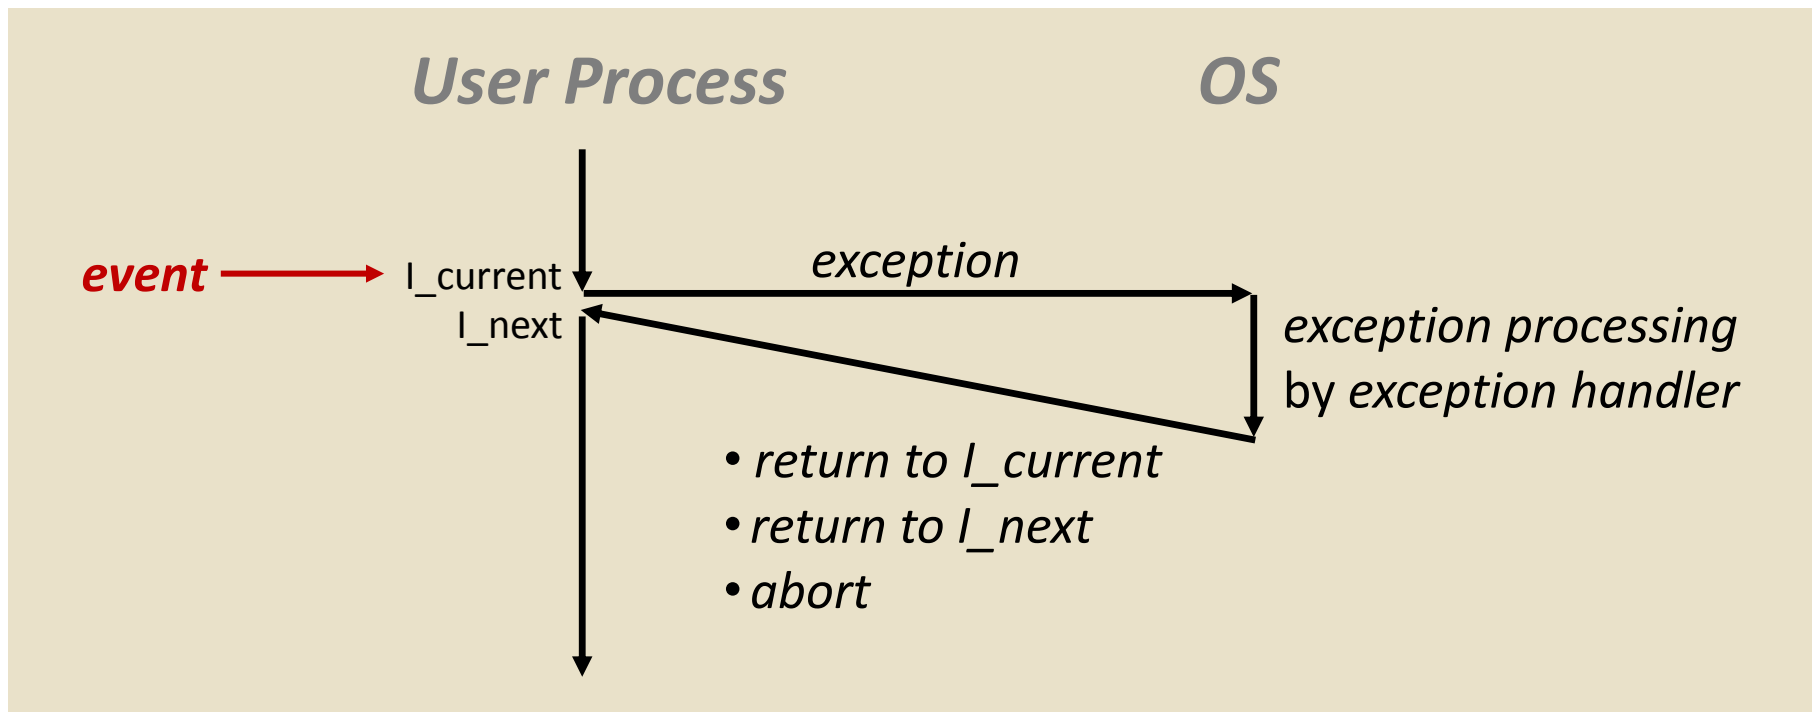 User Process
OS
event
I_current
exception
I_next
exception processing
by exception handler
• return to I_current
• return to I_next
• abort